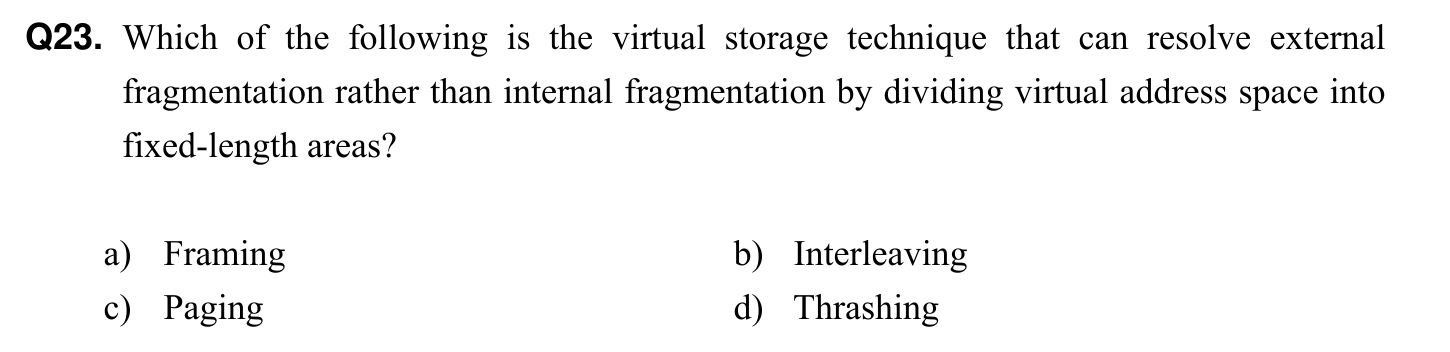 Q23. Which of the following is the virtual storage technique that can resolve external
fragmentation rather than internal fragmentation by dividing virtual address space into
fixed-length areas?
a) Framing b) Interleaving
c) Paging d) Thrashing